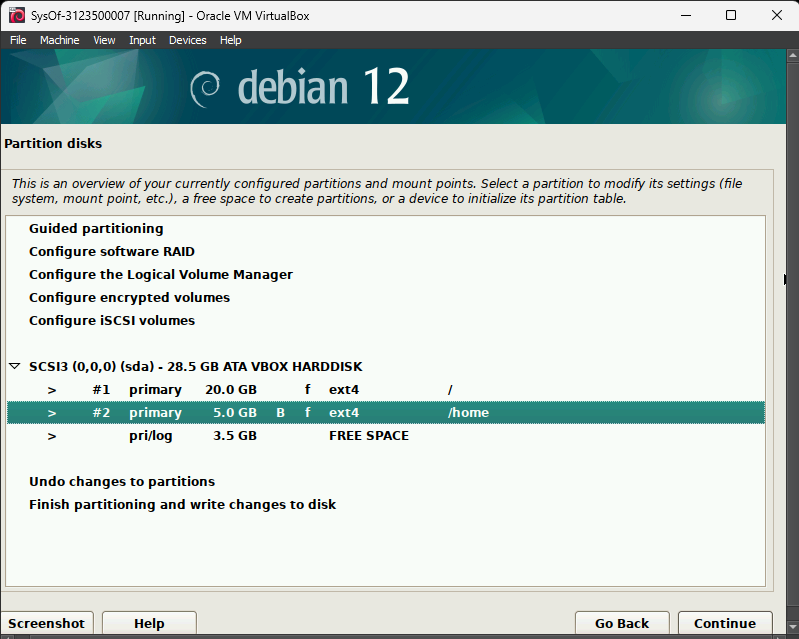 SysOf-3123500007 [Running] - Oracle VM VirtualBox
File Machine View Input Devices Help
debian 12
Partition disks
This is an overview of your currently configured partitions and mount points. Select a partition to modify its settings (file
system, mount point, etc.), a free space to create partitions, or a device to initialize its partition table.
Guided partitioning
Configure software RAID
Configure the Logical Volume Manager
Configure encrypted volumes
Configure iSCSI volumes
SCSI3 (0,0,0) (sda) - 28.5 GB ATA VBOX HARDDISK
> #1 primary 20.0 GB f ext4 /
> #2 primary 5.0 GB B f ext4 /home
> pri/log 3.5 GB FREE SPACE
Undo changes to partitions
Finish partitioning and write changes to disk
Screenshot Help Go Back Continue